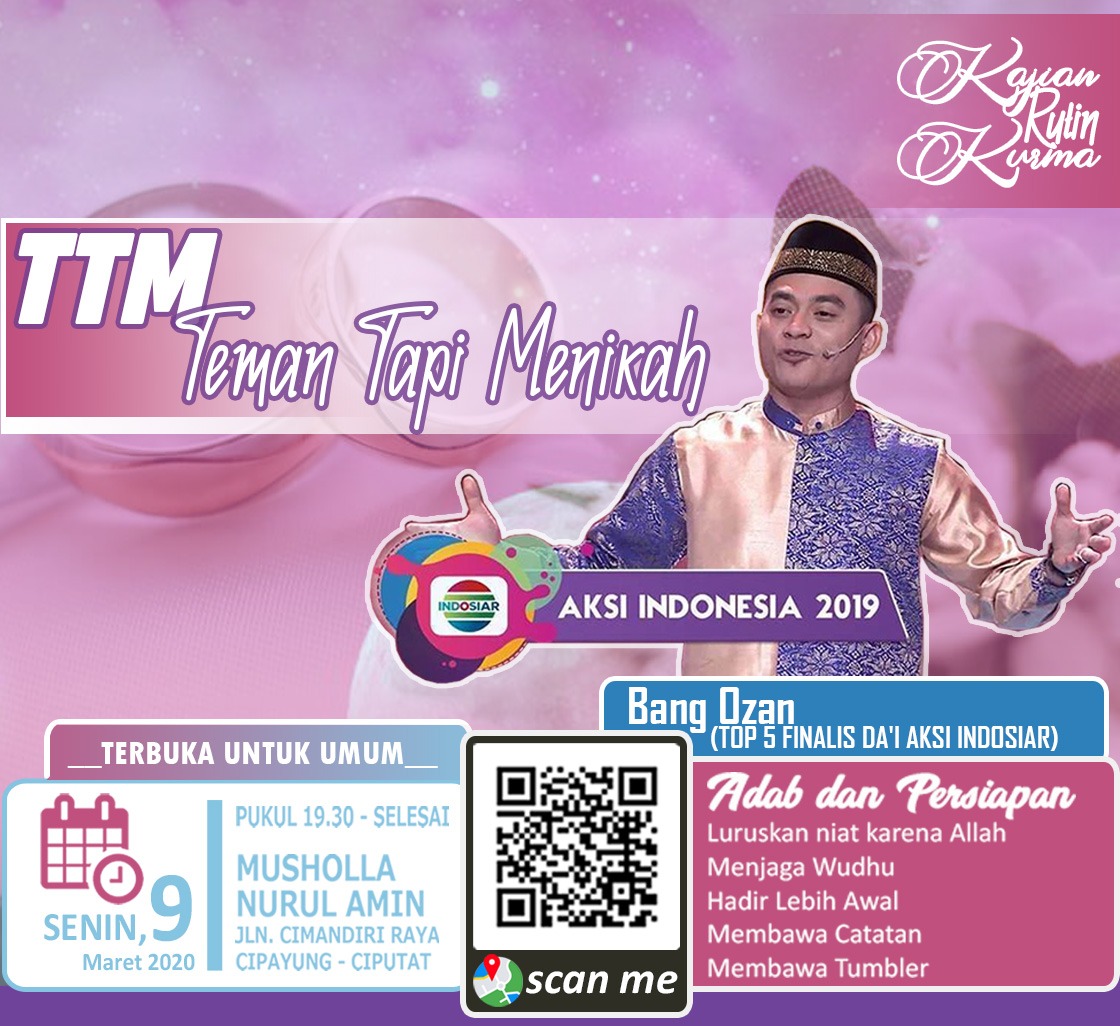 Kajian
Rutin
Kurma
TTM
Teman Tapi Menikah
INDOSIAR
AKSI INDONESIA 2019
Bang Ozan
(TOP 5 FINALIS DA'I AKSI INDOSIAR)
__TERBUKA UNTUK UMUM__
SENIN, 9
Maret 2020
PUKUL 19.30 - SELESAI
MUSHOLLA
NURUL AMIN
JLN. CIMANDIRI RAYA
CIPAYUNG - CIPUTAT
scan me
Adab dan Persiapan
Luruskan niat karena Allah
Menjaga Wudhu
Hadir Lebih Awal
Membawa Catatan
Membawa Tumbler